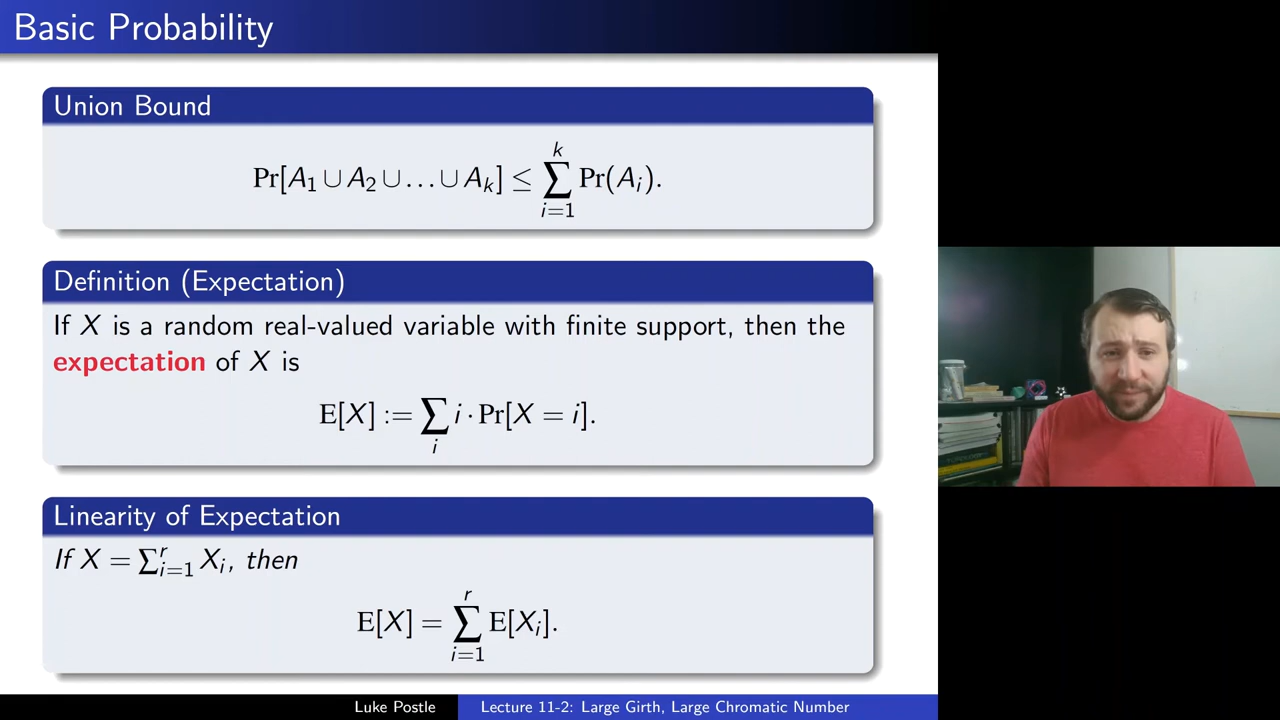 Basic Probability
Union Bound
Pr[A₁ ∪ A₂ ∪ … ∪ Aₖ] ≤ ∑ᵢ₌₁ᵏ Pr(Aᵢ).
Definition (Expectation)
If X is a random real-valued variable with finite support, then the
expectation of X is
E[X] := ∑ᵢ i · Pr[X = i].
Linearity of Expectation
If X = ∑ᵢ₌₁ʳ Xᵢ, then
E[X] = ∑ᵢ₌₁ʳ E[Xᵢ].
Luke Postle Lecture 11-2: Large Girth, Large Chromatic Number